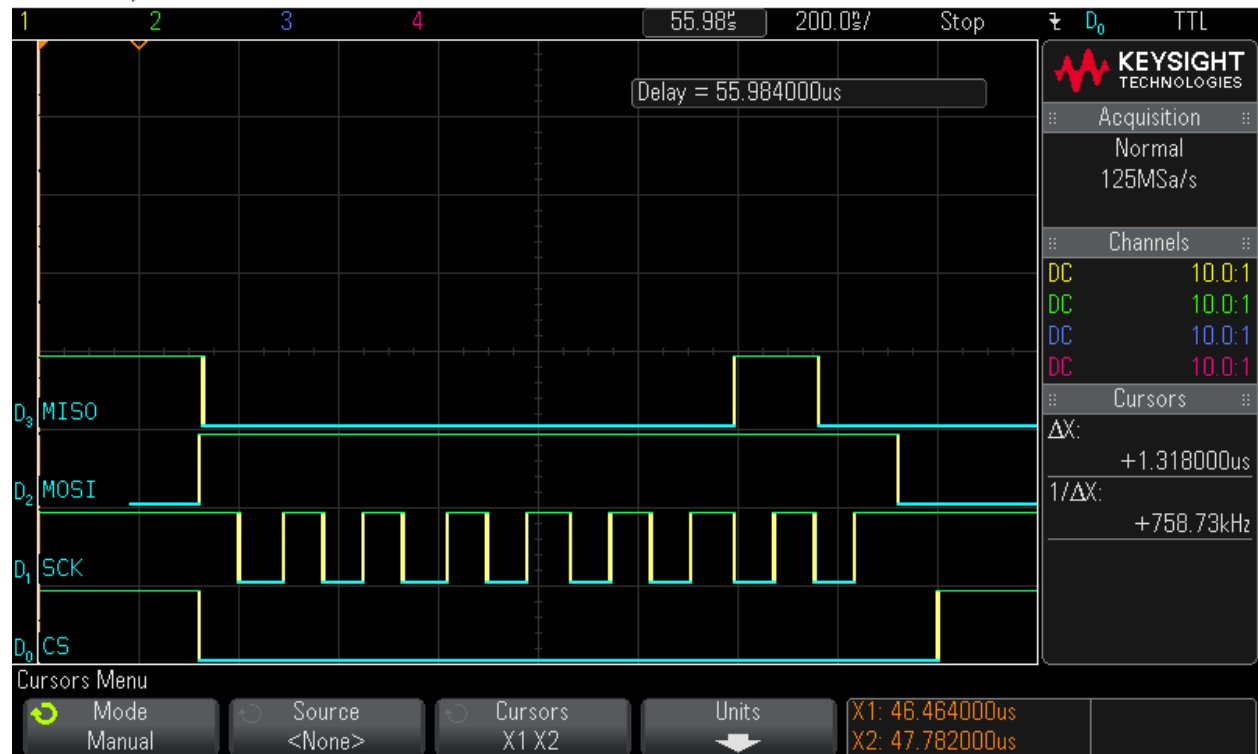 1 2 3 4 55.98µs 200.0ns/ Stop D0 TTL
KEYSIGHT
TECHNOLOGIES
Delay = 55.984000us
Acquisition
Normal
125MSa/s
Channels
DC 10.0:1
DC 10.0:1
DC 10.0:1
DC 10.0:1
Cursors
ΔX:
+1.318000us
1/ΔX:
+758.73kHz
D3 MISO
D2 MOSI
D1 SCK
D0 CS
Cursors Menu
Mode
Manual
Source
<None>
Cursors
X1 X2
Units
X1: 46.464000us
X2: 47.782000us